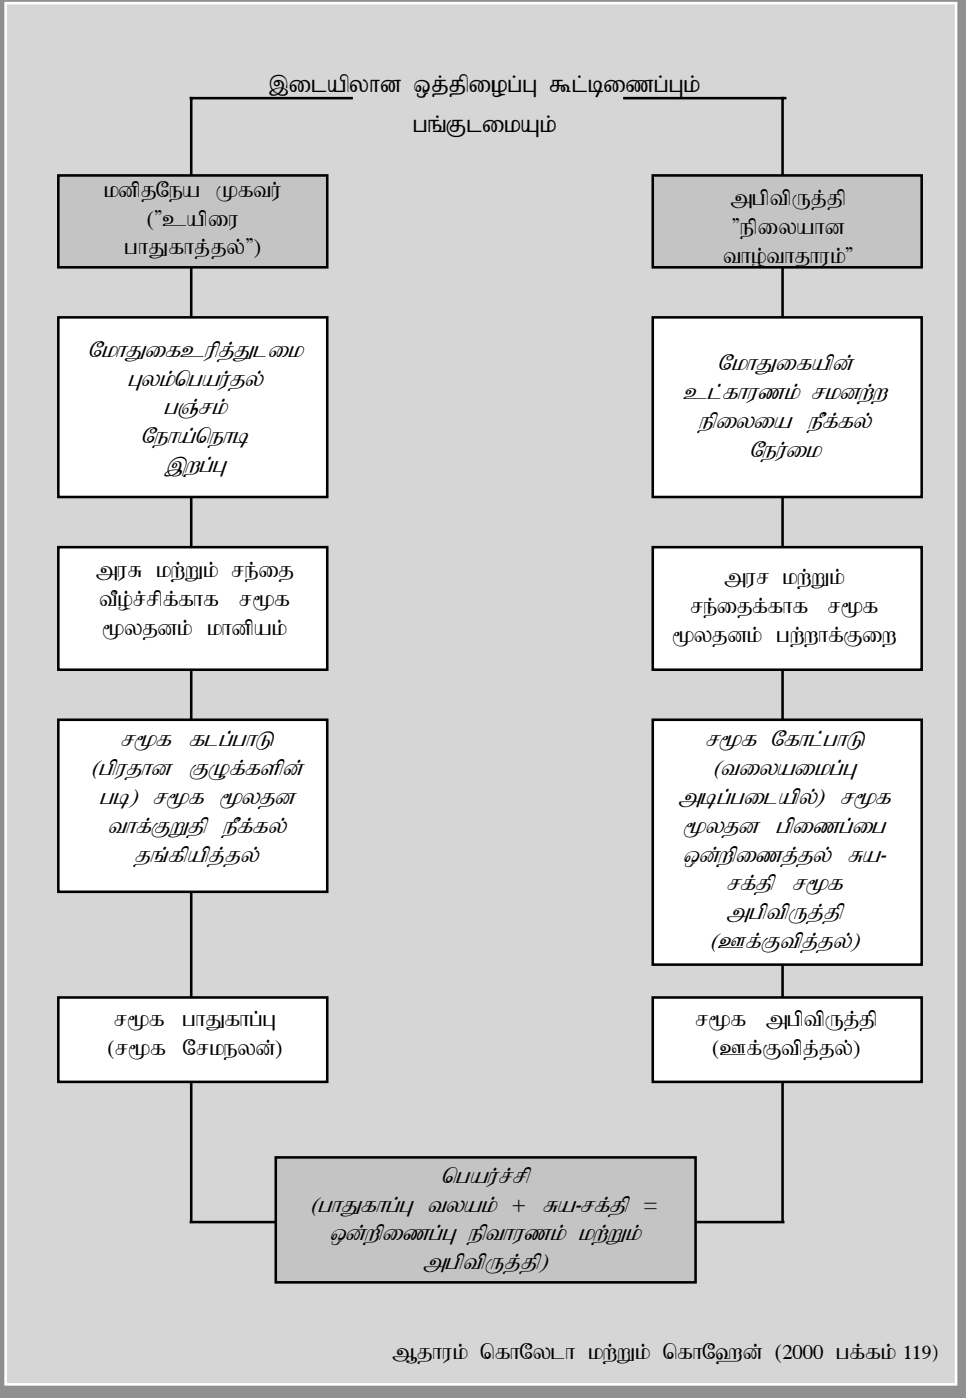 இடையிலான ஒத்திழைப்பு கூட்டிணைப்பும்
பங்குடமையும்
மனிதநேய முகவர்
("உயிரை
பாதுகாத்தல்")
மோதுகைஉரித்துடமை
புலம்பெயர்தல்
பஞ்சம்
நோய்நொடி
இறப்பு
அரசு மற்றும் சந்தை
வீழ்ச்சிக்காக சமூக
மூலதனம் மானியம்
சமூக கடப்பாடு
(பிரதான குழுக்களின்
படி) சமூக மூலதன
வாக்குறுதி நீக்கல்
தங்கியித்தல்
சமூக பாதுகாப்பு
(சமூக சேமநலன்)
அபிவிருத்தி
"நிலையான
வாழ்வாதாரம்"
மோதுகையின்
உட்காரணம் சமனற்ற
நிலையை நீக்கல்
நேர்மை
அரச மற்றும்
சந்தைக்காக சமூக
மூலதனம் பற்றாக்குறை
சமூக கோட்பாடு
(வலையமைப்பு
அடிப்படையில்) சமூக
மூலதன பிணைப்பை
ஒன்றிணைத்தல் சுய-
சக்தி சமூக
அபிவிருத்தி
(ஊக்குவித்தல்)
சமூக அபிவிருத்தி
(ஊக்குவித்தல்)
பெயர்ச்சி
(பாதுகாப்பு வலயம் + சுய-சக்தி =
ஒன்றிணைப்பு நிவாரணம் மற்றும்
அபிவிருத்தி)
ஆதாரம் கொலேடா மற்றும் கொஹேன் (2000 பக்கம் 119)